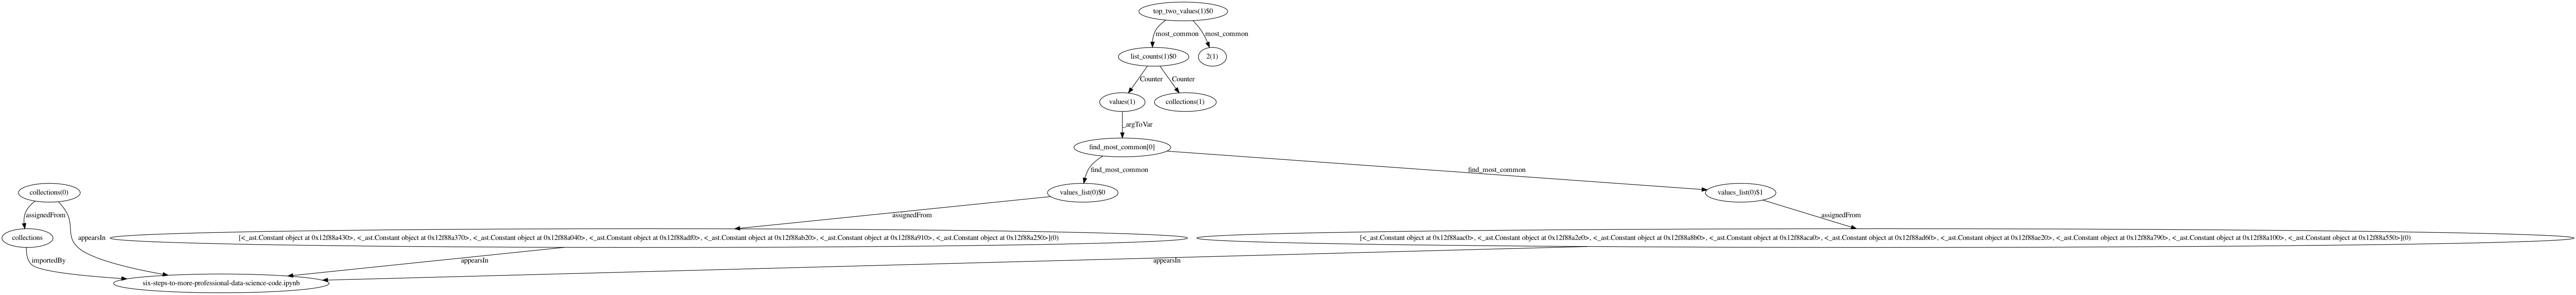 top_two_values(1)$0
most_common
most_common
list_counts(1)$0
2(1)
Counter
Counter
values(1)
collections(1)
_argToVar
find_most_common[0]
find_most_common
find_most_common
collections(0)
values_list(0)$0
values_list(0)$1
assignedFrom
assignedFrom
assignedFrom
collections
appearsIn
[<_ast.Constant object at 0x12f88a430>, <_ast.Constant object at 0x12f88a370>, <_ast.Constant object at 0x12f88a040>, <_ast.Constant object at 0x12f88adf0>, <_ast.Constant object at 0x12f88ab20>, <_ast.Constant object at 0x12f88a910>, <_ast.Constant object at 0x12f88a250>](0)
[<_ast.Constant object at 0x12f88aac0>, <_ast.Constant object at 0x12f88a2e0>, <_ast.Constant object at 0x12f88a8b0>, <_ast.Constant object at 0x12f88aca0>, <_ast.Constant object at 0x12f88ad60>, <_ast.Constant object at 0x12f88ae20>, <_ast.Constant object at 0x12f88a790>, <_ast.Constant object at 0x12f88a100>, <_ast.Constant object at 0x12f88a550>](0)
importedBy
appearsIn
appearsIn
six-steps-to-more-professional-data-science-code.ipynb